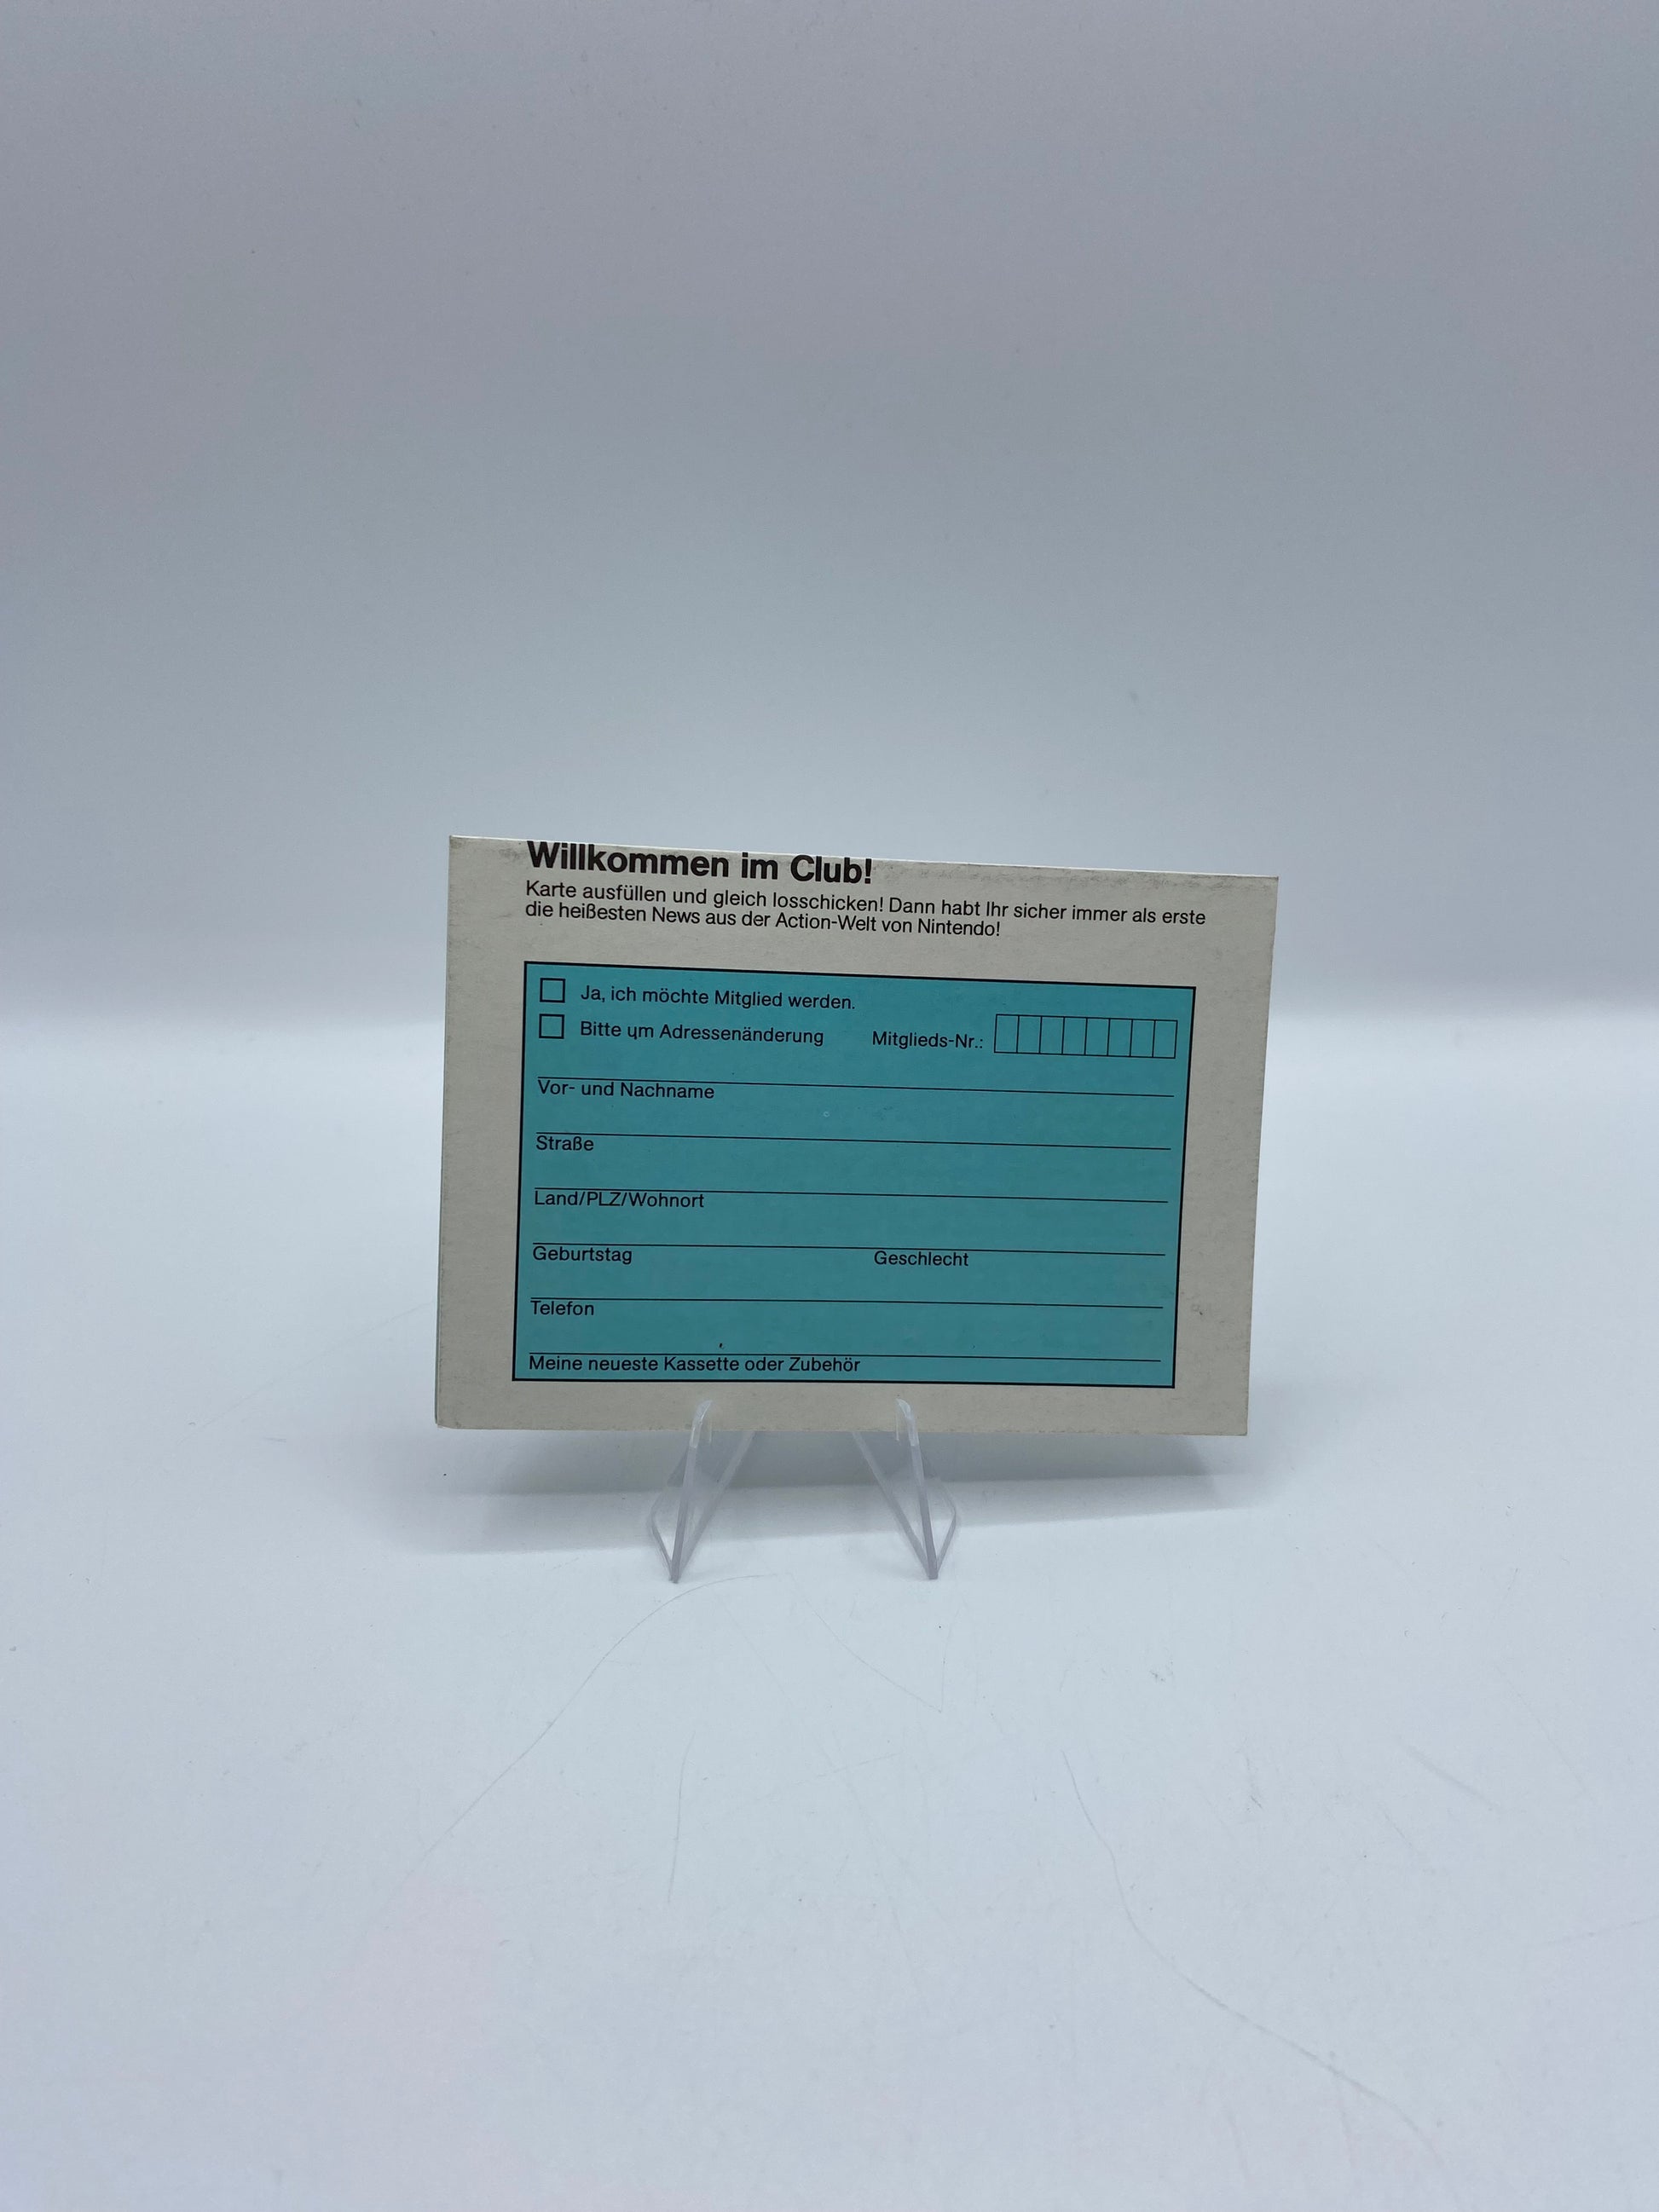 Willkommen im Club!
Karte ausfüllen und gleich losschicken! Dann habt Ihr sicher immer als erste
die heißesten News aus der Action-Welt von Nintendo!
Ja, ich möchte Mitglied werden.
Bitte um Adressenänderung Mitglieds-Nr.:
Vor- und Nachname
Straße
Land/PLZ/Wohnort
Geburtstag Geschlecht
Telefon
Meine neueste Kassette oder Zubehör